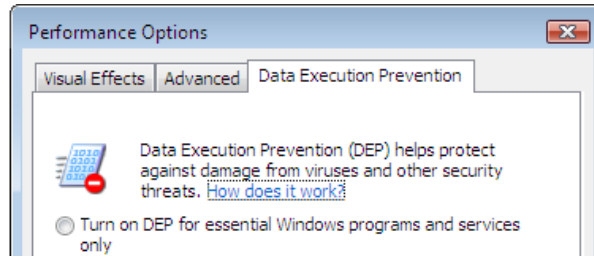 Performance Options
Visual Effects
Advanced
Data Execution Prevention
Data Execution Prevention (DEP) helps protect
against damage from viruses and other security
threats. How does it work?
Turn on DEP for essential Windows programs and services
only